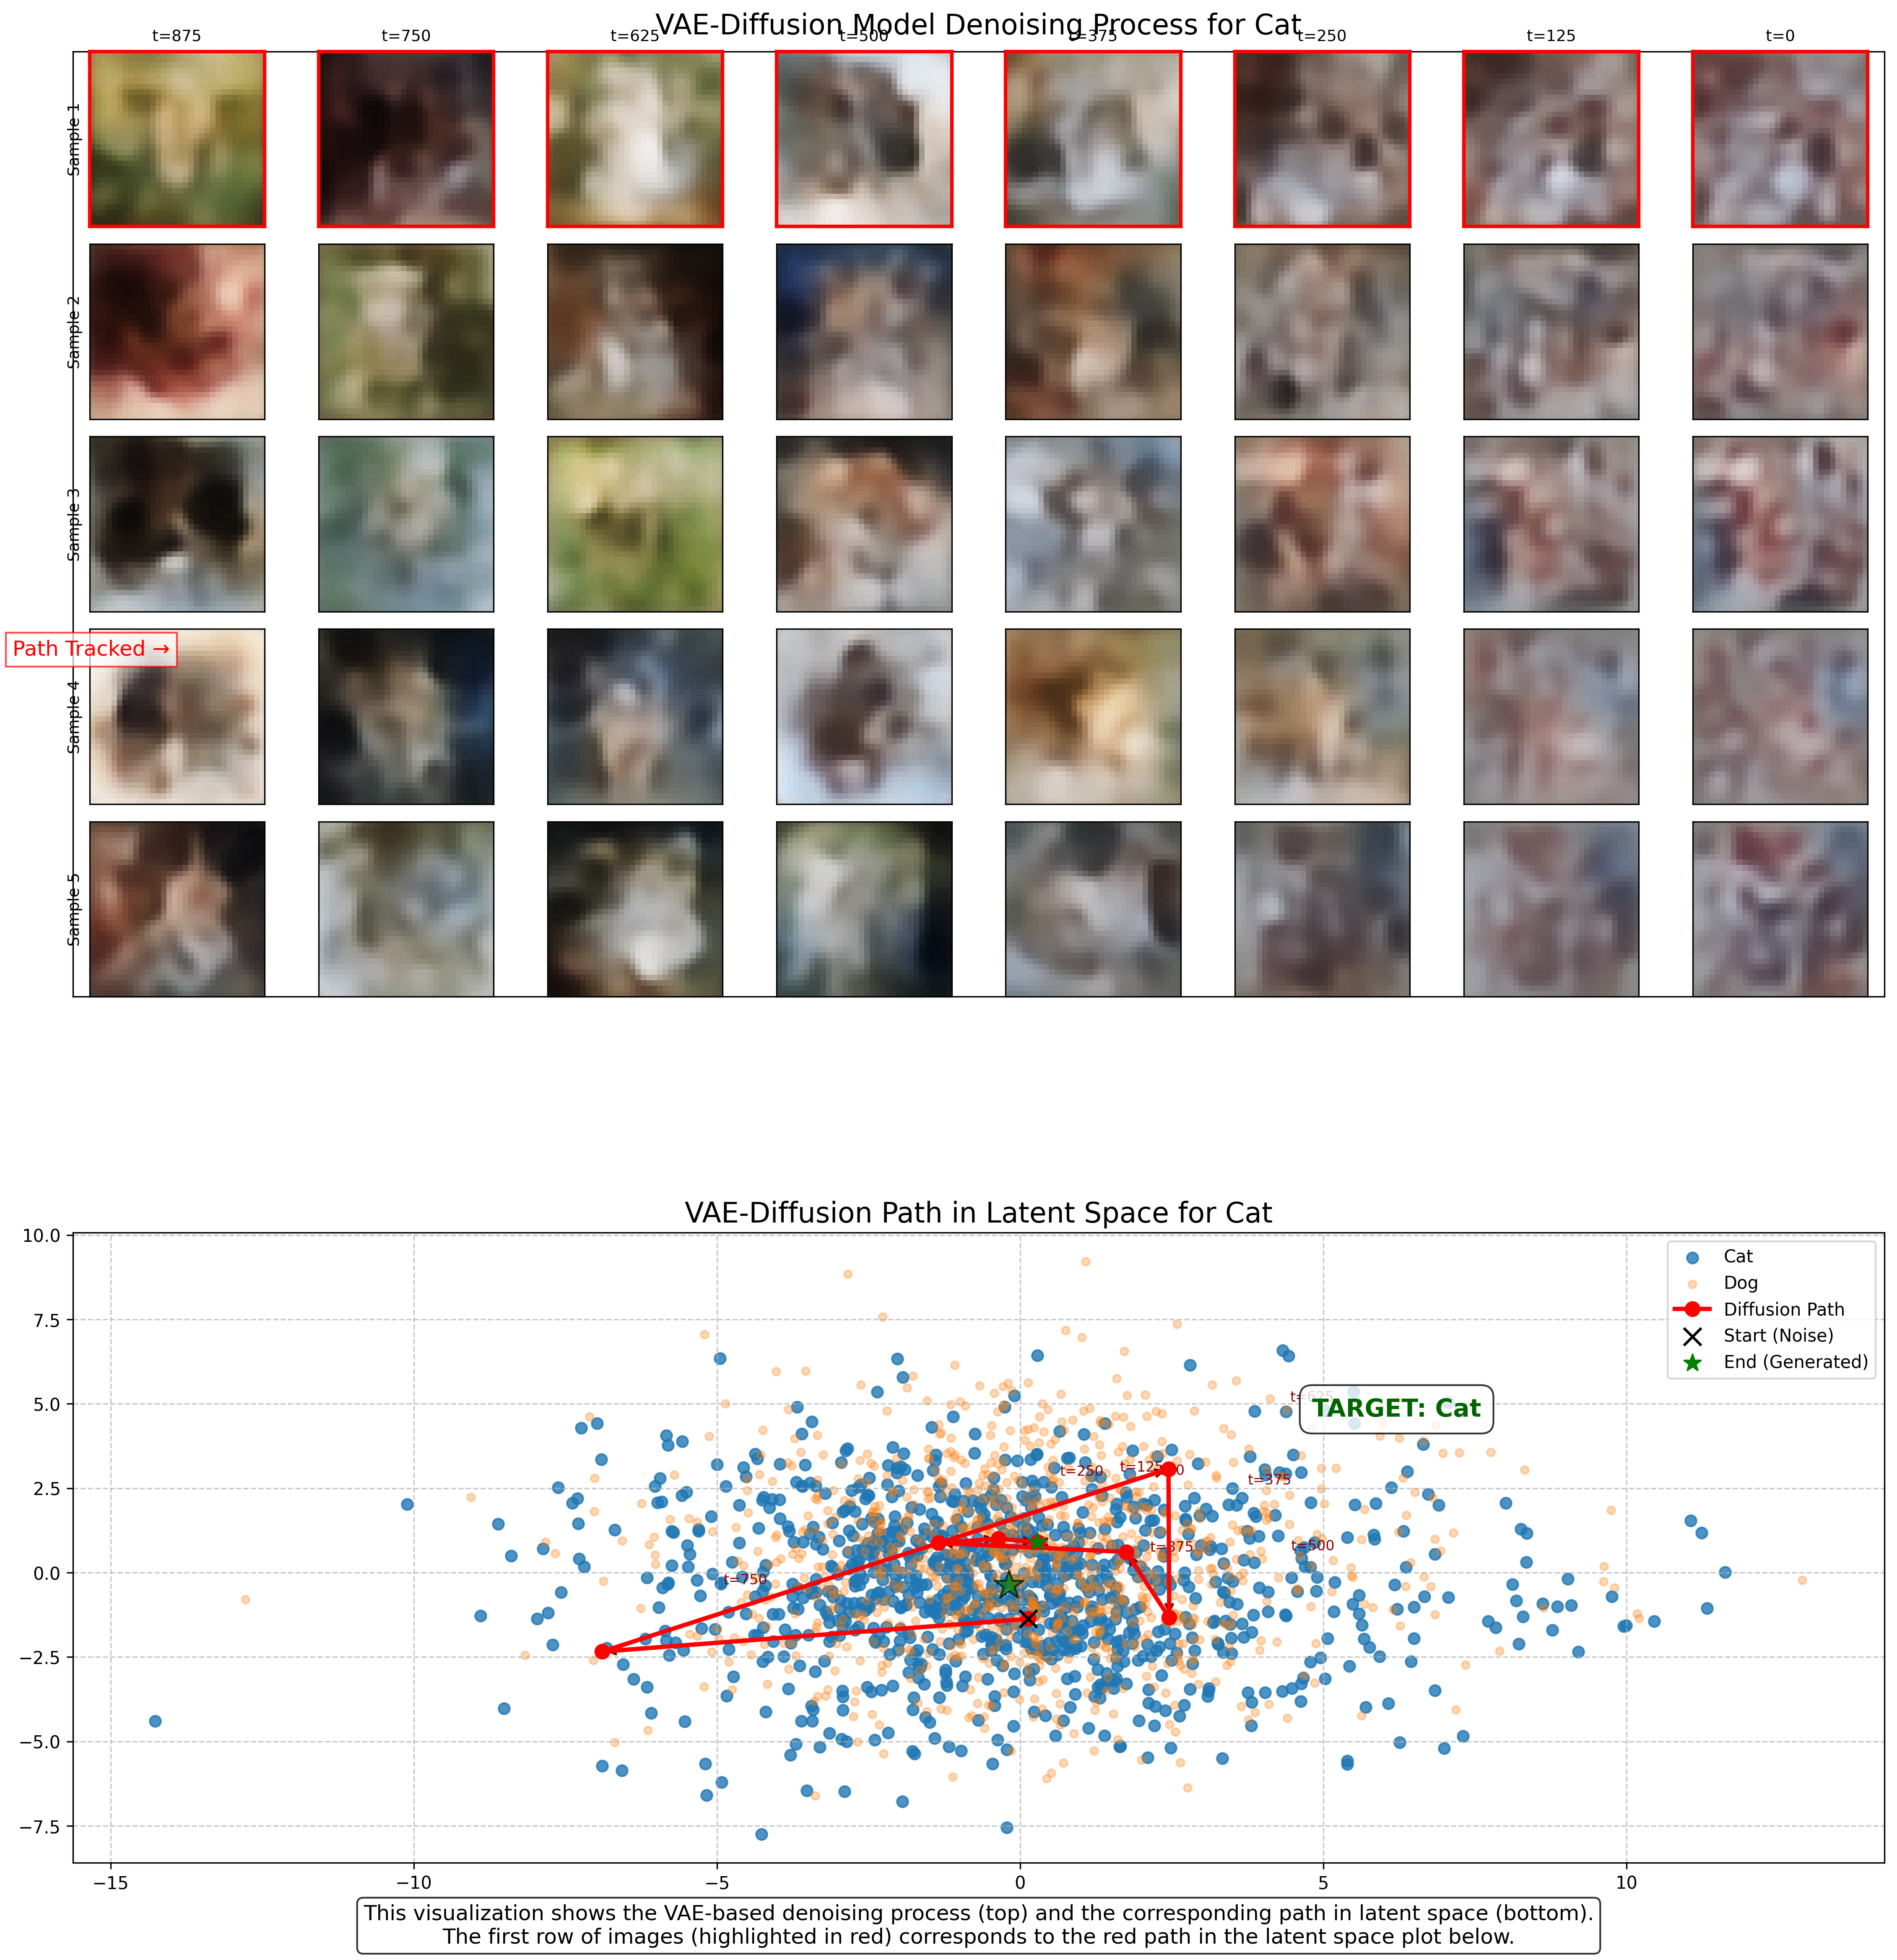 VAE-Diffusion Model Denoising Process for Cat
t=875 t=750 t=625 t=500 t=375 t=250 t=125 t=0
Sample 1
Sample 2
Sample 3
Path Tracked →
Sample 4
Sample 5
VAE-Diffusion Path in Latent Space for Cat
10.0
7.5
5.0
2.5
0.0
−2.5
−5.0
−7.5
Cat
Dog
Diffusion Path
Start (Noise)
End (Generated)
t=625
TARGET: Cat
t=250 t=125 t=375
t=875 t=500
t=750
−15 −10 −5 0 5 10
This visualization shows the VAE-based denoising process (top) and the corresponding path in latent space (bottom).
The first row of images (highlighted in red) corresponds to the red path in the latent space plot below.